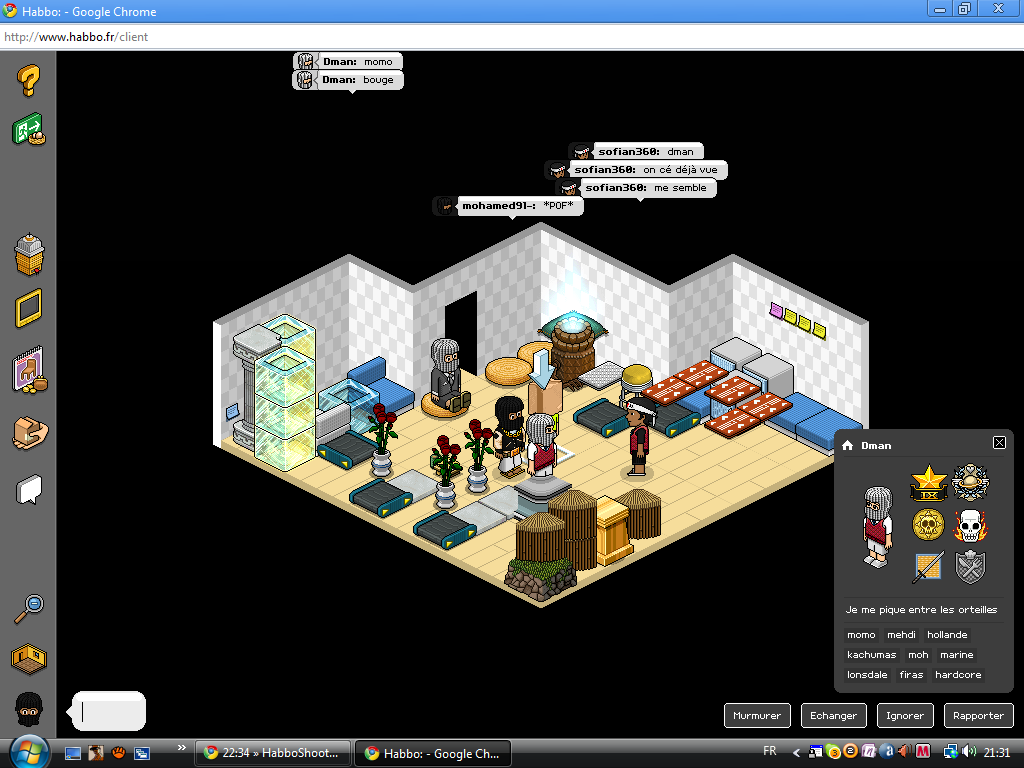 Habbo: - Google Chrome
http://www.habbo.fr/client
Dman: momo
Dman: bouge
sofian360: dman
sofian360: on cé déjà vue
sofian360: me semble
mohamed91-: *POF*
Dman
IX
Je me pique entre les orteilles
momo mehdi hollande
kachumas moh marine
lonsdale firas hardcore
Murmurer Echanger Ignorer Rapporter
22:34 » HabboShoot... Habbo: - Google Ch... FR 21:31